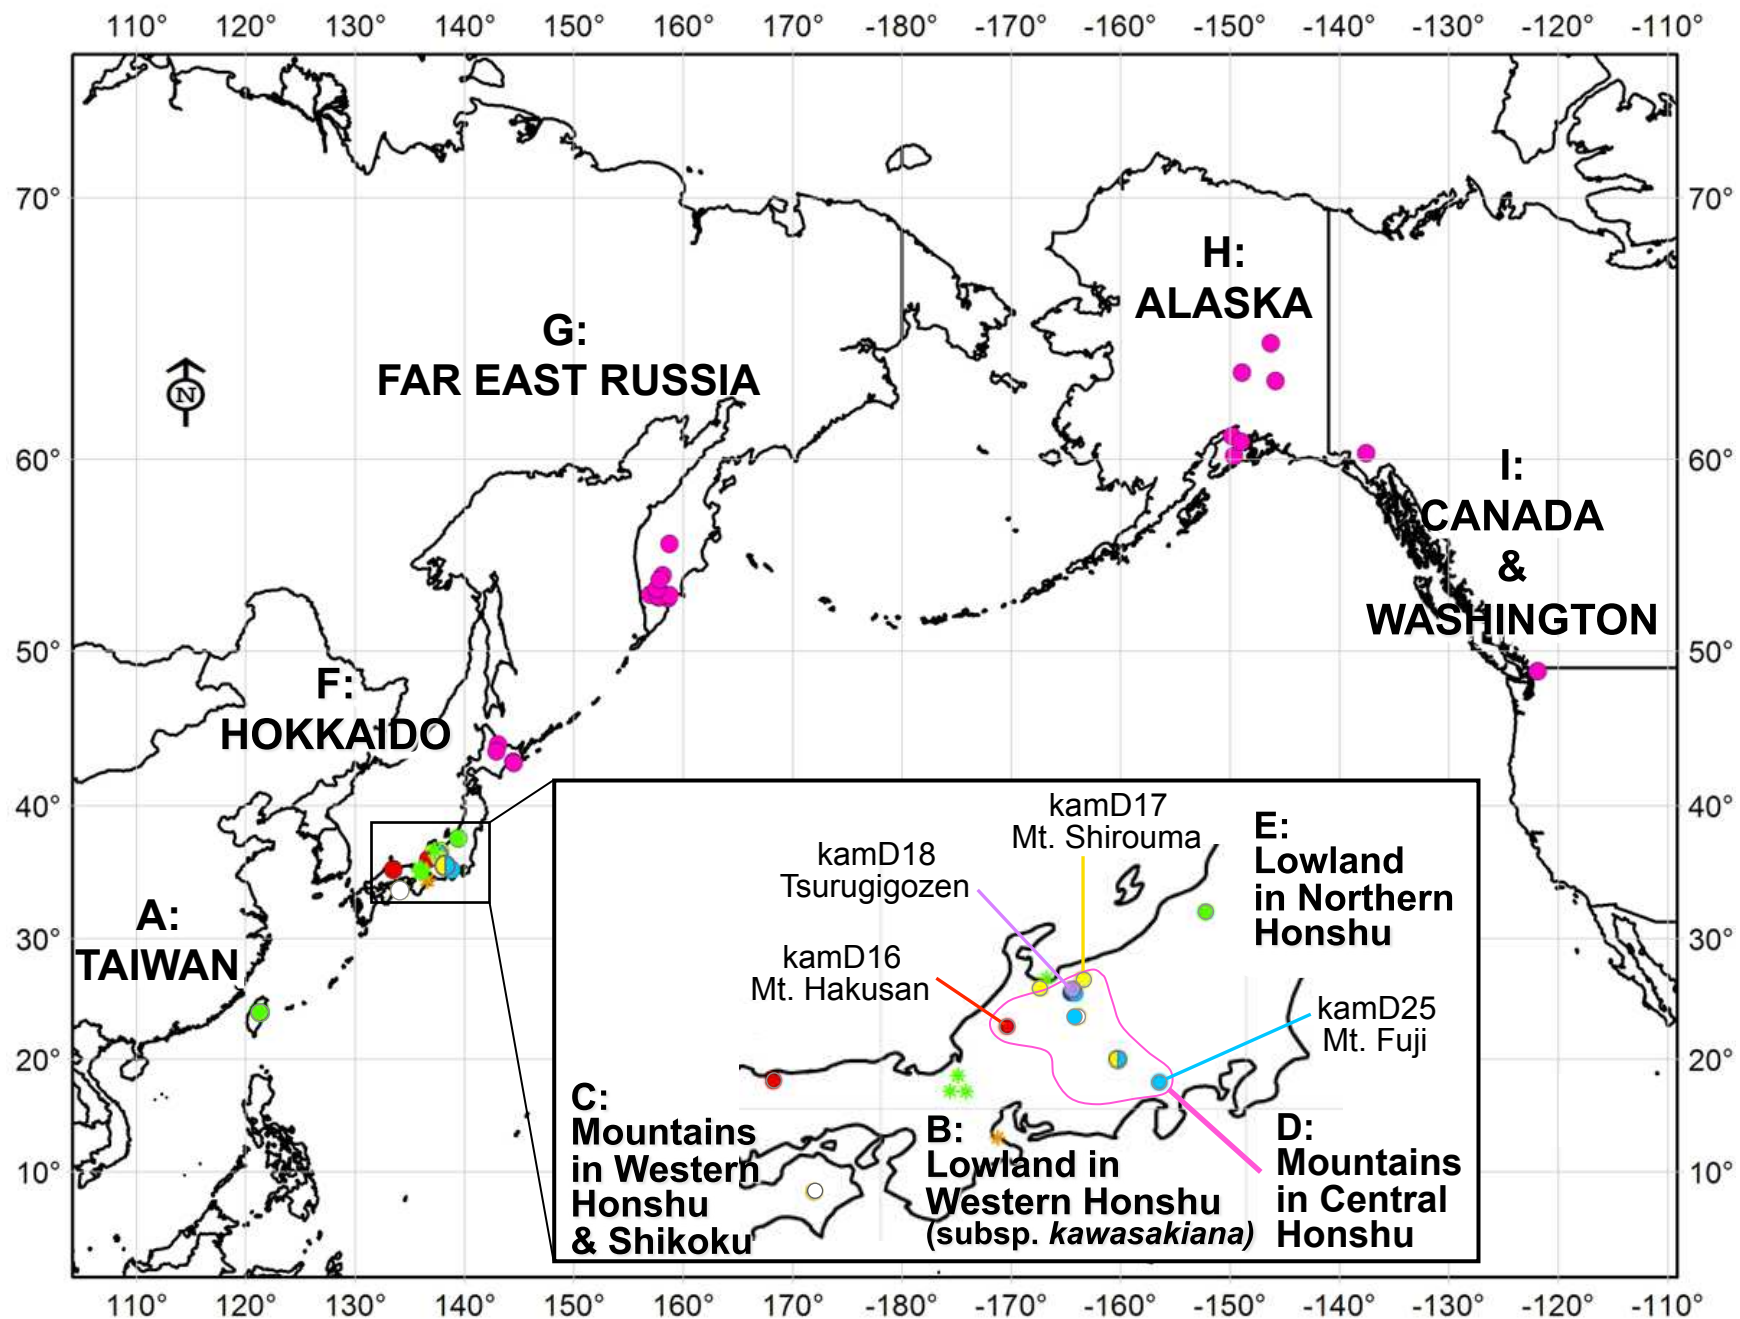 110° 120° 130° 140° 150° 160° 170° -180° -170° -160° -150° -140° -130° -120° -110°
70° 70°
H:
ALASKA
G:
FAR EAST RUSSIA
N
60° 60°
I:
CANADA
&
WASHINGTON
50° 50°
F:
HOKKAIDO
40° 40°
A:
TAIWAN
30° 30°
20° 20°
10° 10°
kamD17
Mt. Shirouma
kamD18
Tsurugigozen
kamD16
Mt. Hakusan
E:
Lowland
in Northern
Honshu
kamD25
Mt. Fuji
C:
Mountains
in Western
Honshu
& Shikoku
B:
Lowland in
Western Honshu
(subsp. kawasakiana)
D:
Mountains
in Central
Honshu
110° 120° 130° 140° 150° 160° 170° -180° -170° -160° -150° -140° -130° -120° -110°